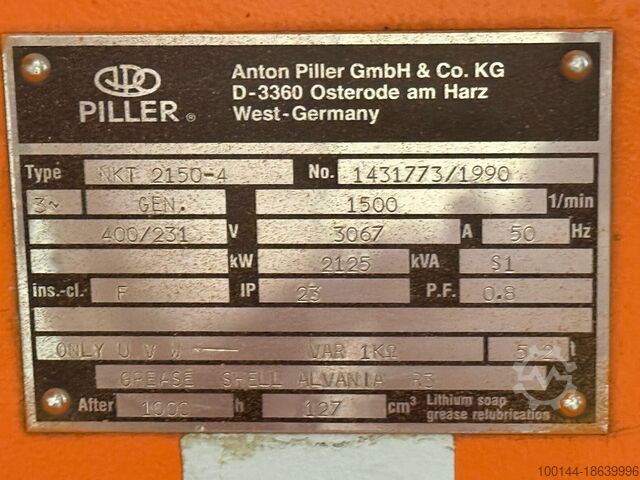 PILLER®
Anton Piller GmbH & Co. KG
D-3360 Osterode am Harz
West-Germany
Type NKT 2150-4 No. 1431773/1990
3~ GEN. 1500 1/min
400/231 V 3067 A 50 Hz
kW 2125 kVA S1
ins.-cl. F IP 23 P.F. 0.8
ONLY U V W VAR 1KΩ t
GREASE SHELL ALVANIA R3
After 1000 h 127 cm³ Lithium soap
grease relubrication
100144-18639996